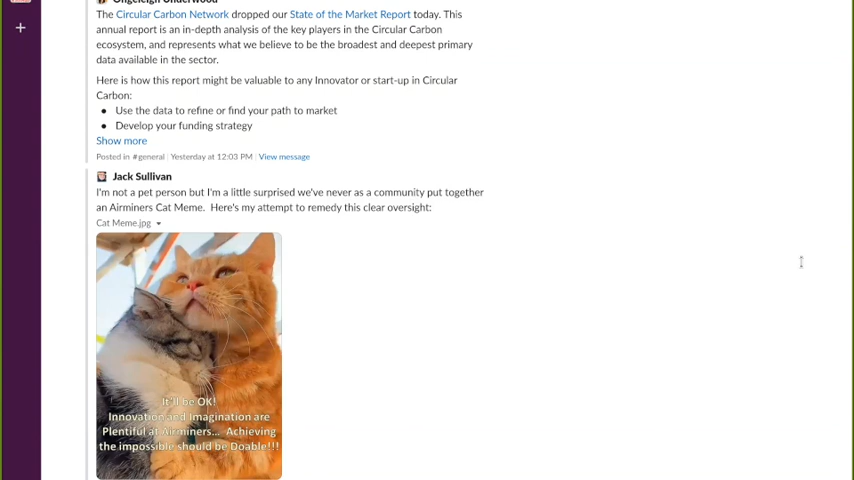 The Circular Carbon Network dropped our State of the Market Report today. This
annual report is an in-depth analysis of the key players in the Circular Carbon
ecosystem, and represents what we believe to be the broadest and deepest primary
data available in the sector.
Here is how this report might be valuable to any Innovator or start-up in Circular
Carbon:
• Use the data to refine or find your path to market
• Develop your funding strategy
Show more
Posted in #general | Yesterday at 12:03 PM | View message
Jack Sullivan
I'm not a pet person but I'm a little surprised we've never as a community put together
an Airminers Cat Meme. Here's my attempt to remedy this clear oversight:
Cat Meme.jpg
It'll be OK!
Innovation and Imagination are
Plentiful at Airminers... Achieving
the impossible should be Doable!!!